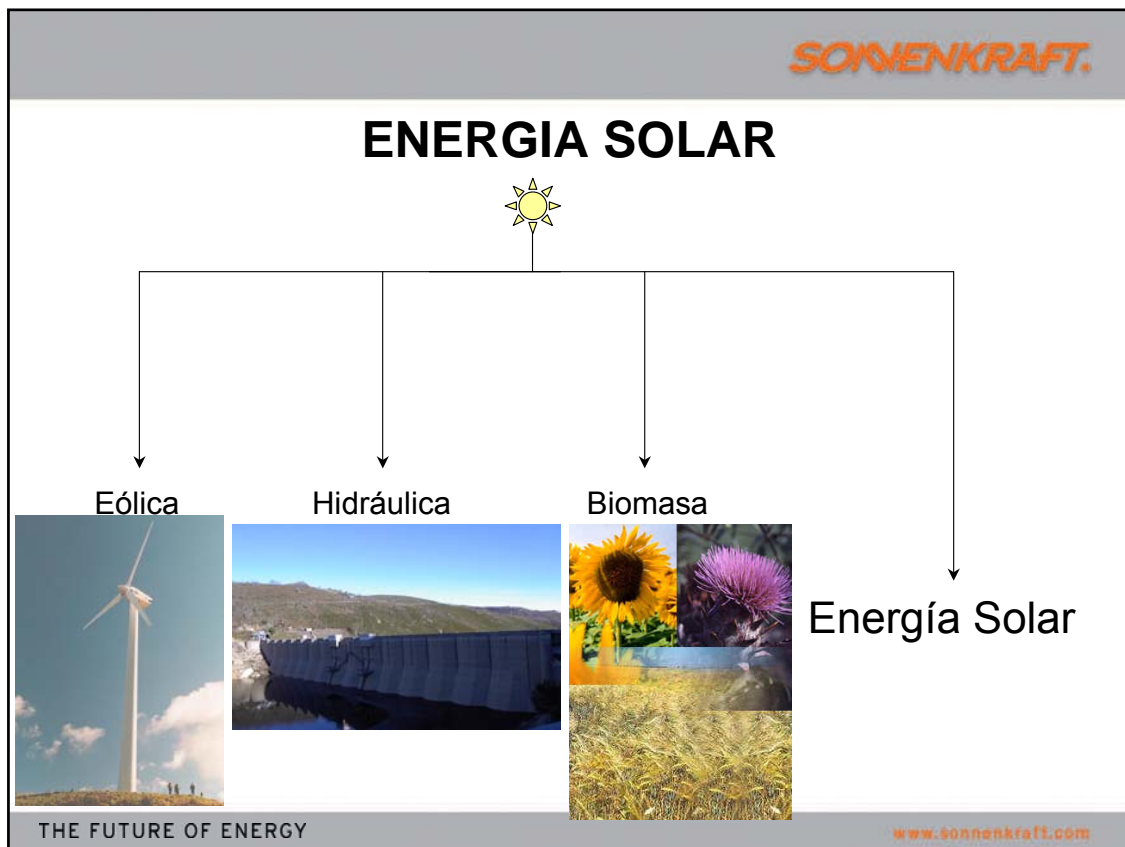 SONNENKRAFT.
ENERGIA SOLAR
Eólica
Hidráulica
Biomasa
Energía Solar
THE FUTURE OF ENERGY
www.sonnenkraft.com